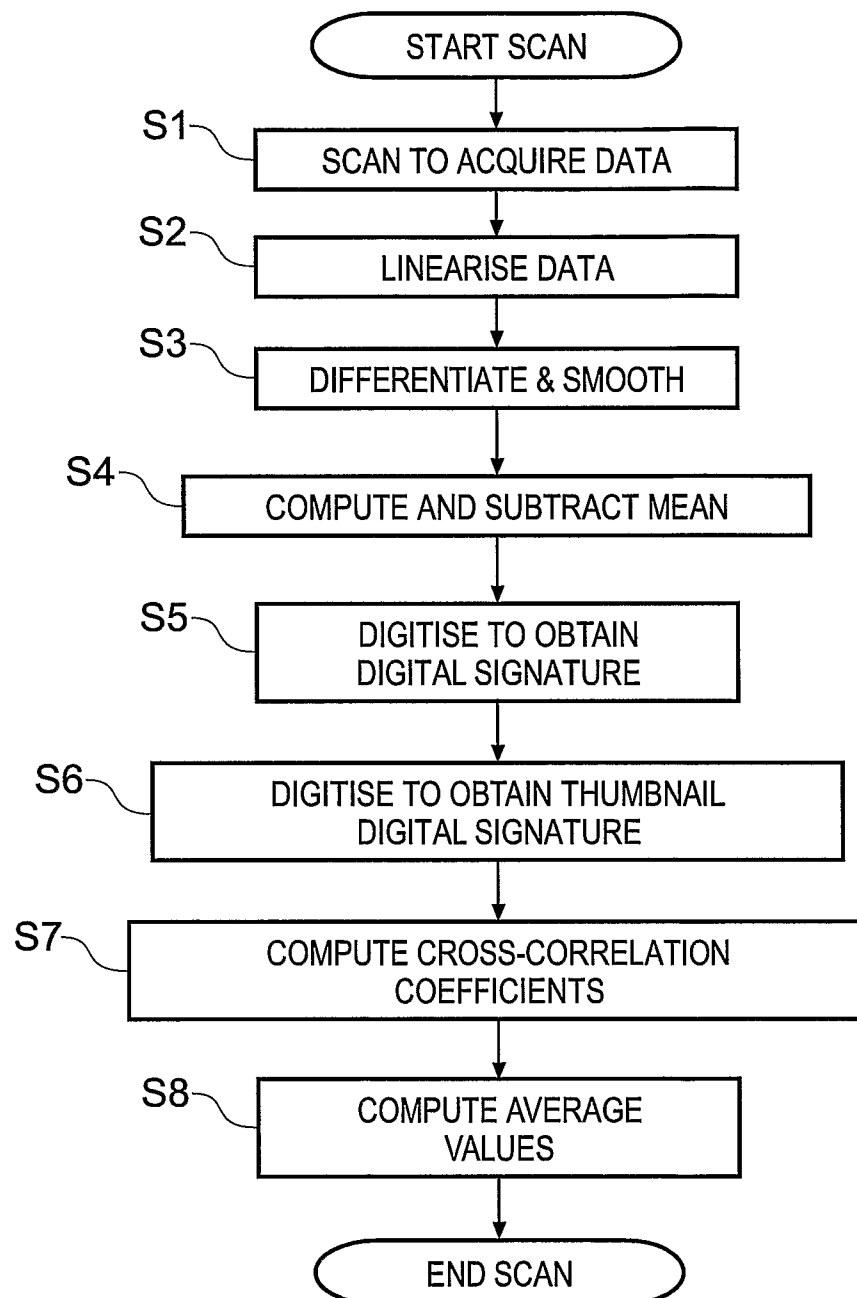 START SCAN
S1
SCAN TO ACQUIRE DATA
S2
LINEARISE DATA
S3
DIFFERENTIATE & SMOOTH
S4
COMPUTE AND SUBTRACT MEAN
S5
DIGITISE TO OBTAIN
DIGITAL SIGNATURE
S6
DIGITISE TO OBTAIN THUMBNAIL
DIGITAL SIGNATURE
S7
COMPUTE CROSS-CORRELATION
COEFFICIENTS
S8
COMPUTE AVERAGE
VALUES
END SCAN